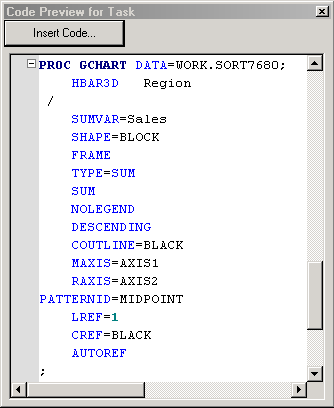 Code Preview for Task
Insert Code...
PROC GCHART DATA=WORK.SORT7680;
HBAR3D Region
/
SUMVAR=Sales
SHAPE=BLOCK
FRAME
TYPE=SUM
SUM
NOLEGEND
DESCENDING
COUTLINE=BLACK
MAXIS=AXIS1
RAXIS=AXIS2
PATTERNID=MIDPOINT
LREF=1
CREF=BLACK
AUTOREF
;